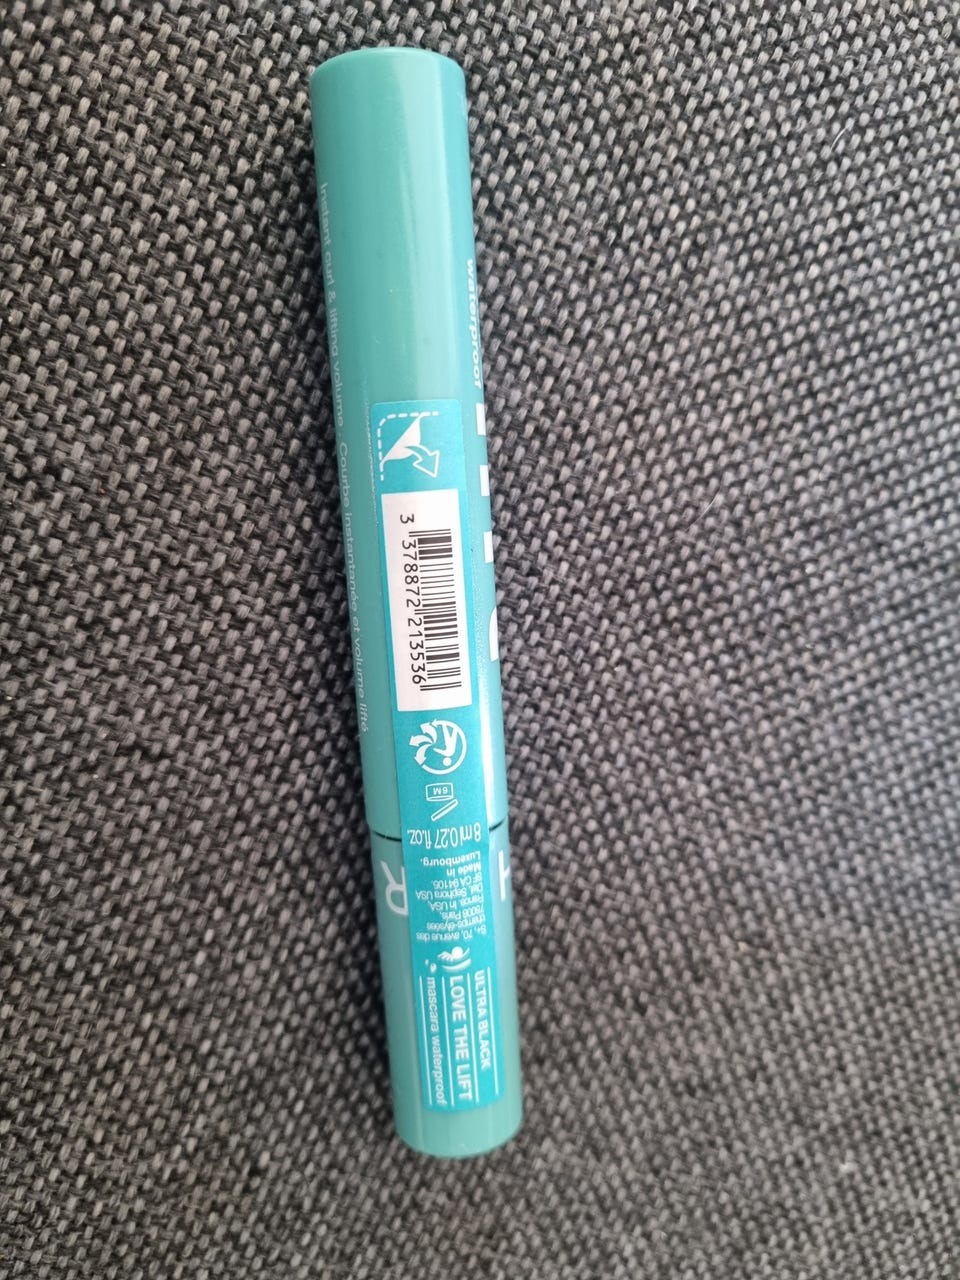 Instant curl & lifting volume. Courbe instantanée et volume lifté
waterproof
3 378872 213536
6M
8 ml 0.27 fl.oz.
S+, 70, avenue des
champs-élysées
75008 Paris,
France. In USA,
Dist. Sephora USA
SF CA 94105.
Made in
Luxembourg.
ULTRA BLACK
LOVE THE LIFT
mascara waterproof
R